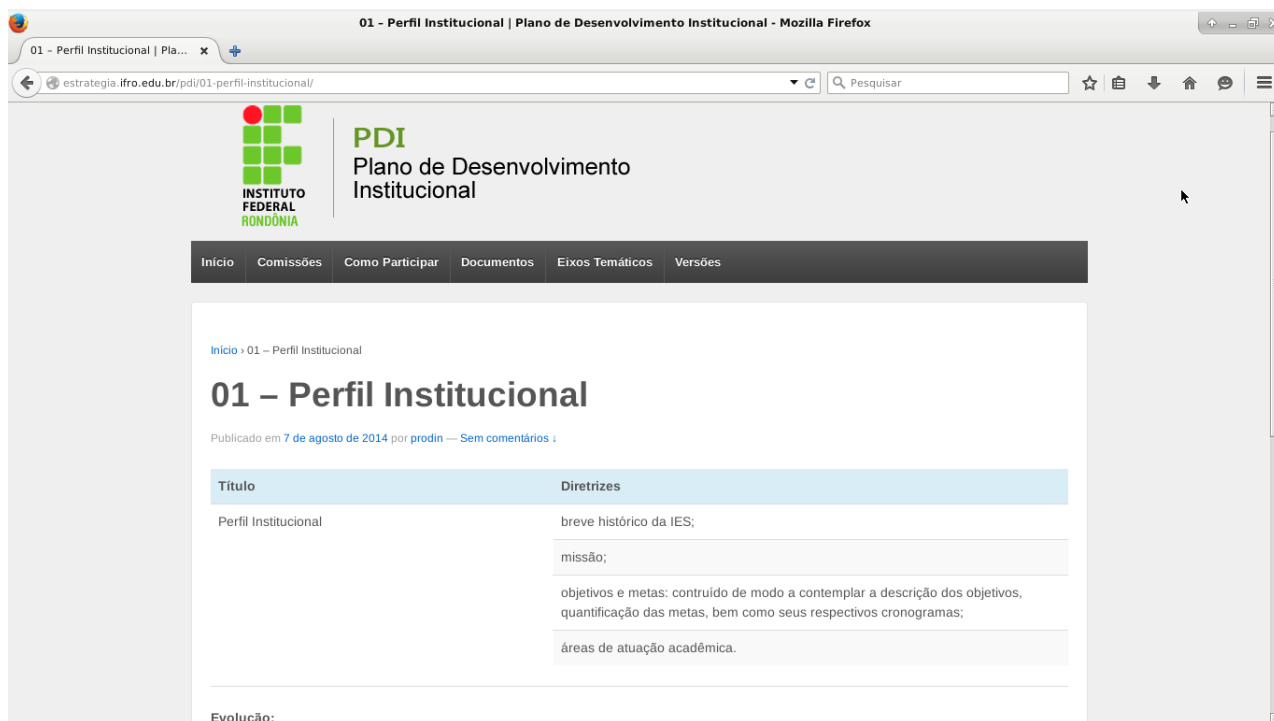 01 – Perfil Institucional | Plano de Desenvolvimento Institucional - Mozilla Firefox
01 – Perfil Institucional | Pla...
estrategia.ifro.edu.br/pdi/01-perfil-institucional/
Pesquisar
INSTITUTO
FEDERAL
RONDÔNIA
PDI
Plano de Desenvolvimento
Institucional
Início Comissões Como Participar Documentos Eixos Temáticos Versões
Início › 01 – Perfil Institucional
01 – Perfil Institucional
Publicado em 7 de agosto de 2014 por prodin — Sem comentários ↓
Título Diretrizes
Perfil Institucional breve histórico da IES;
missão;
objetivos e metas: contruído de modo a contemplar a descrição dos objetivos,
quantificação das metas, bem como seus respectivos cronogramas;
áreas de atuação acadêmica.
Evolução: